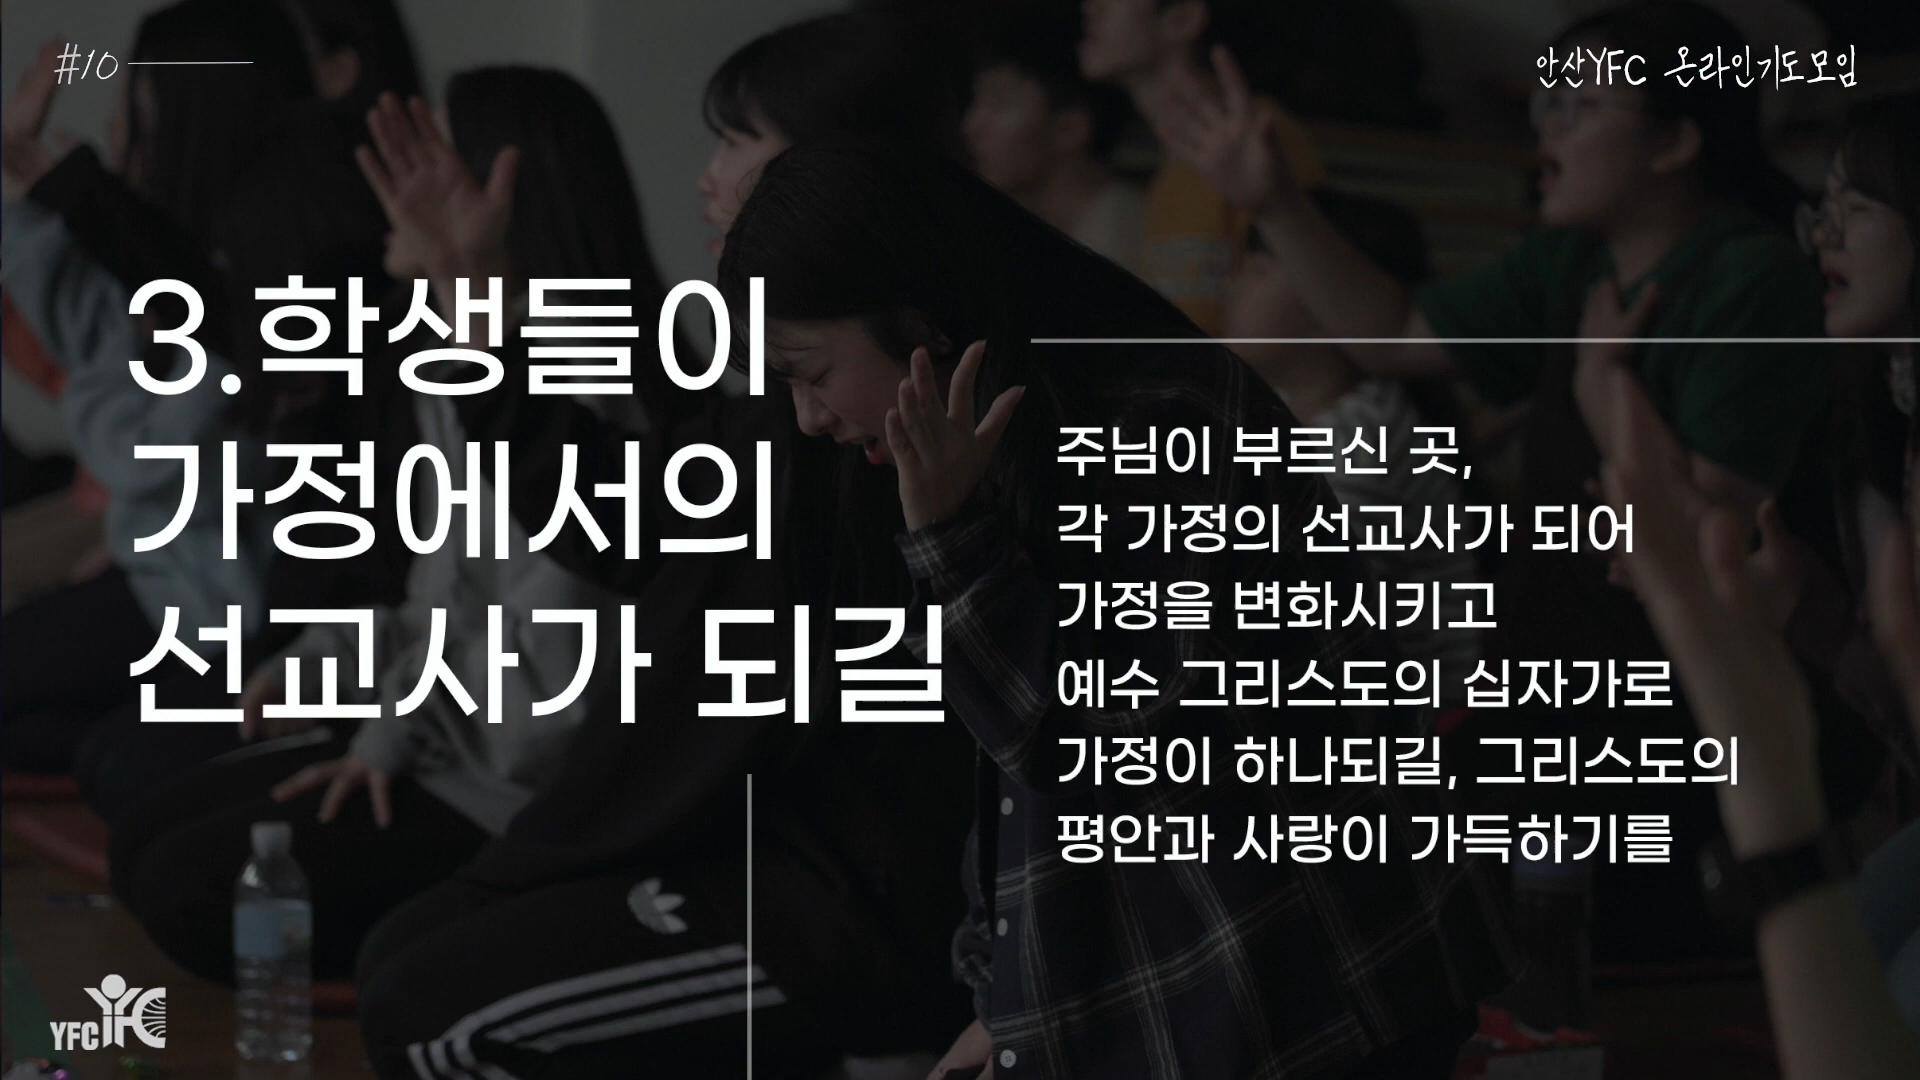 #10
안산YFC 온라인기도모임
3.학생들이
가정에서의
선교사가 되길
주님이 부르신 곳,
각 가정의 선교사가 되어
가정을 변화시키고
예수 그리스도의 십자가로
가정이 하나되길, 그리스도의
평안과 사랑이 가득하기를
YFC YFC